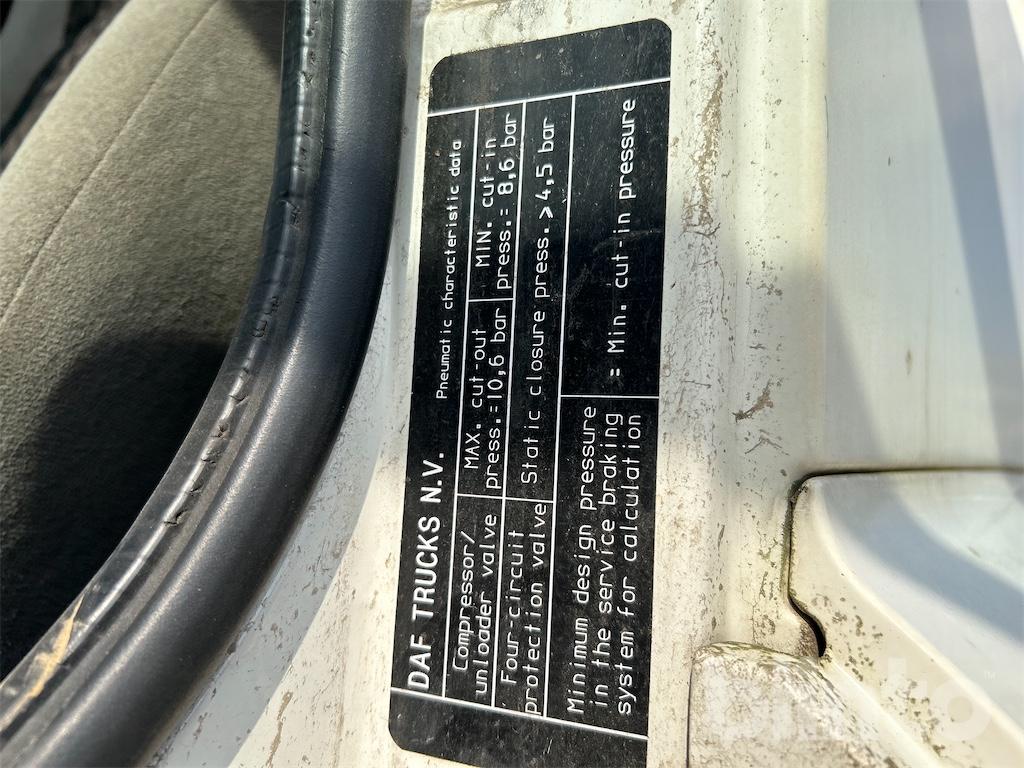 DAF TRUCKS N.V. Pneumatic characteristic data
Compressor/
unloader valve
MAX. cut-out
press.=10,6 bar
MIN. cut-in
press.= 8,6 bar
Four-circuit
protection valve
Static closure press. > 4,5 bar
Minimum design pressure
in the service braking
system for calculation
= Min. cut-in pressure